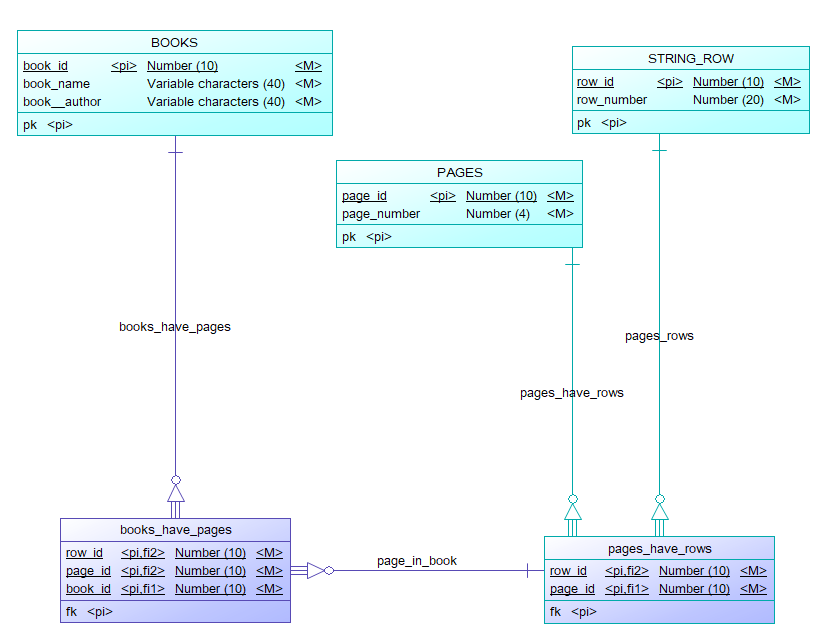 BOOKS
book_id <pi> Number (10) <M>
book_name Variable characters (40) <M>
book__author Variable characters (40) <M>
pk <pi>
STRING_ROW
row_id <pi> Number (10) <M>
row_number Number (20) <M>
pk <pi>
PAGES
page_id <pi> Number (10) <M>
page_number Number (4) <M>
pk <pi>
books_have_pages
pages_rows
pages_have_rows
books_have_pages
row_id <pi,fi2> Number (10) <M>
page_id <pi,fi2> Number (10) <M>
book_id <pi,fi1> Number (10) <M>
fk <pi>
page_in_book
pages_have_rows
row_id <pi,fi2> Number (10) <M>
page_id <pi,fi1> Number (10) <M>
fk <pi>